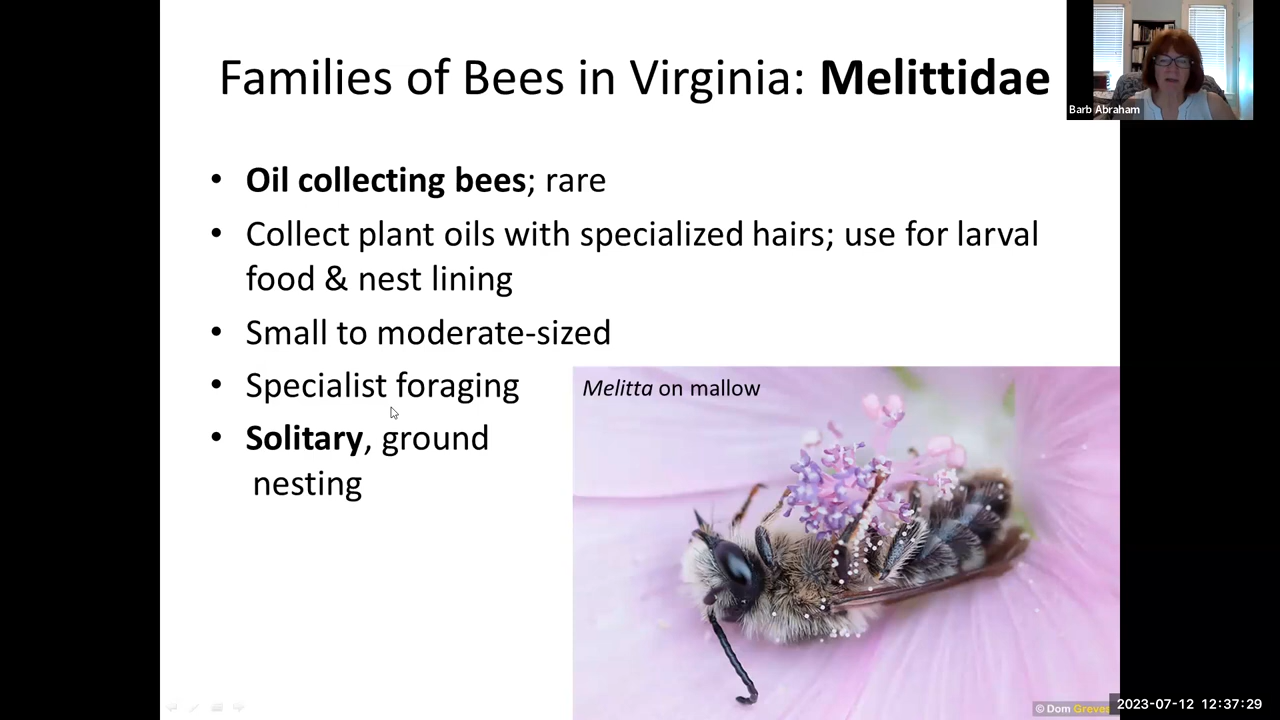 Families of Bees in Virginia: Melittidae
Barb Abraham
• Oil collecting bees; rare
• Collect plant oils with specialized hairs; use for larval
food & nest lining
• Small to moderate-sized
• Specialist foraging
• Solitary, ground
nesting
Melitta on mallow
© Dom Greves
2023-07-12 12:37:29